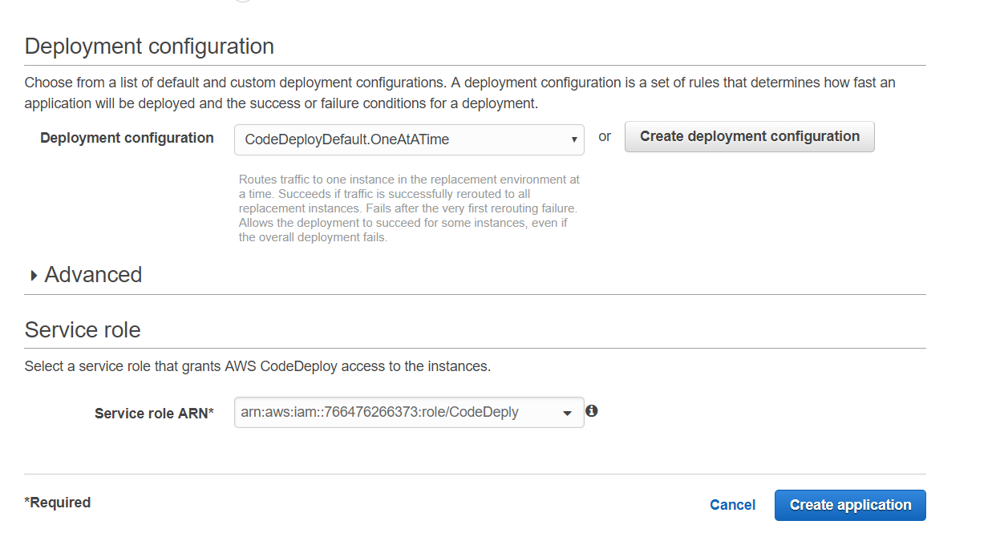 Deployment configuration
Choose from a list of default and custom deployment configurations. A deployment configuration is a set of rules that determines how fast an
application will be deployed and the success or failure conditions for a deployment.
Deployment configuration
CodeDeployDefault.OneAtATime
or
Create deployment configuration
Routes traffic to one instance in the replacement environment at
a time. Succeeds if traffic is successfully rerouted to all
replacement instances. Fails after the very first rerouting failure.
Allows the deployment to succeed for some instances, even if
the overall deployment fails.
Advanced
Service role
Select a service role that grants AWS CodeDeploy access to the instances.
Service role ARN*
arn:aws:iam::766476266373:role/CodeDeply
*Required
Cancel
Create application